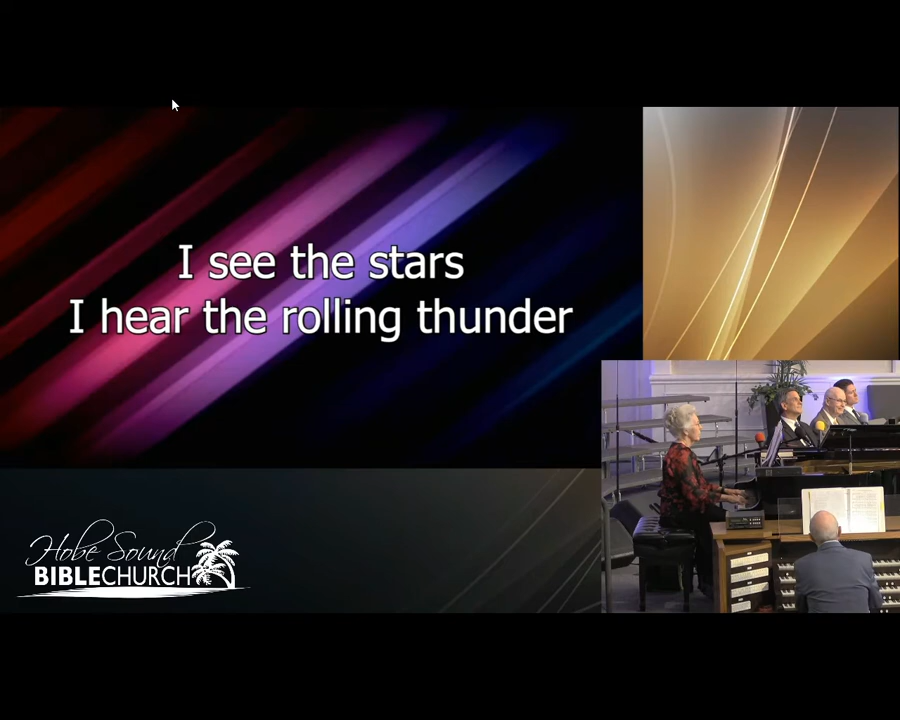 I see the stars
I hear the rolling thunder
Hobe Sound
BIBLECHURCH